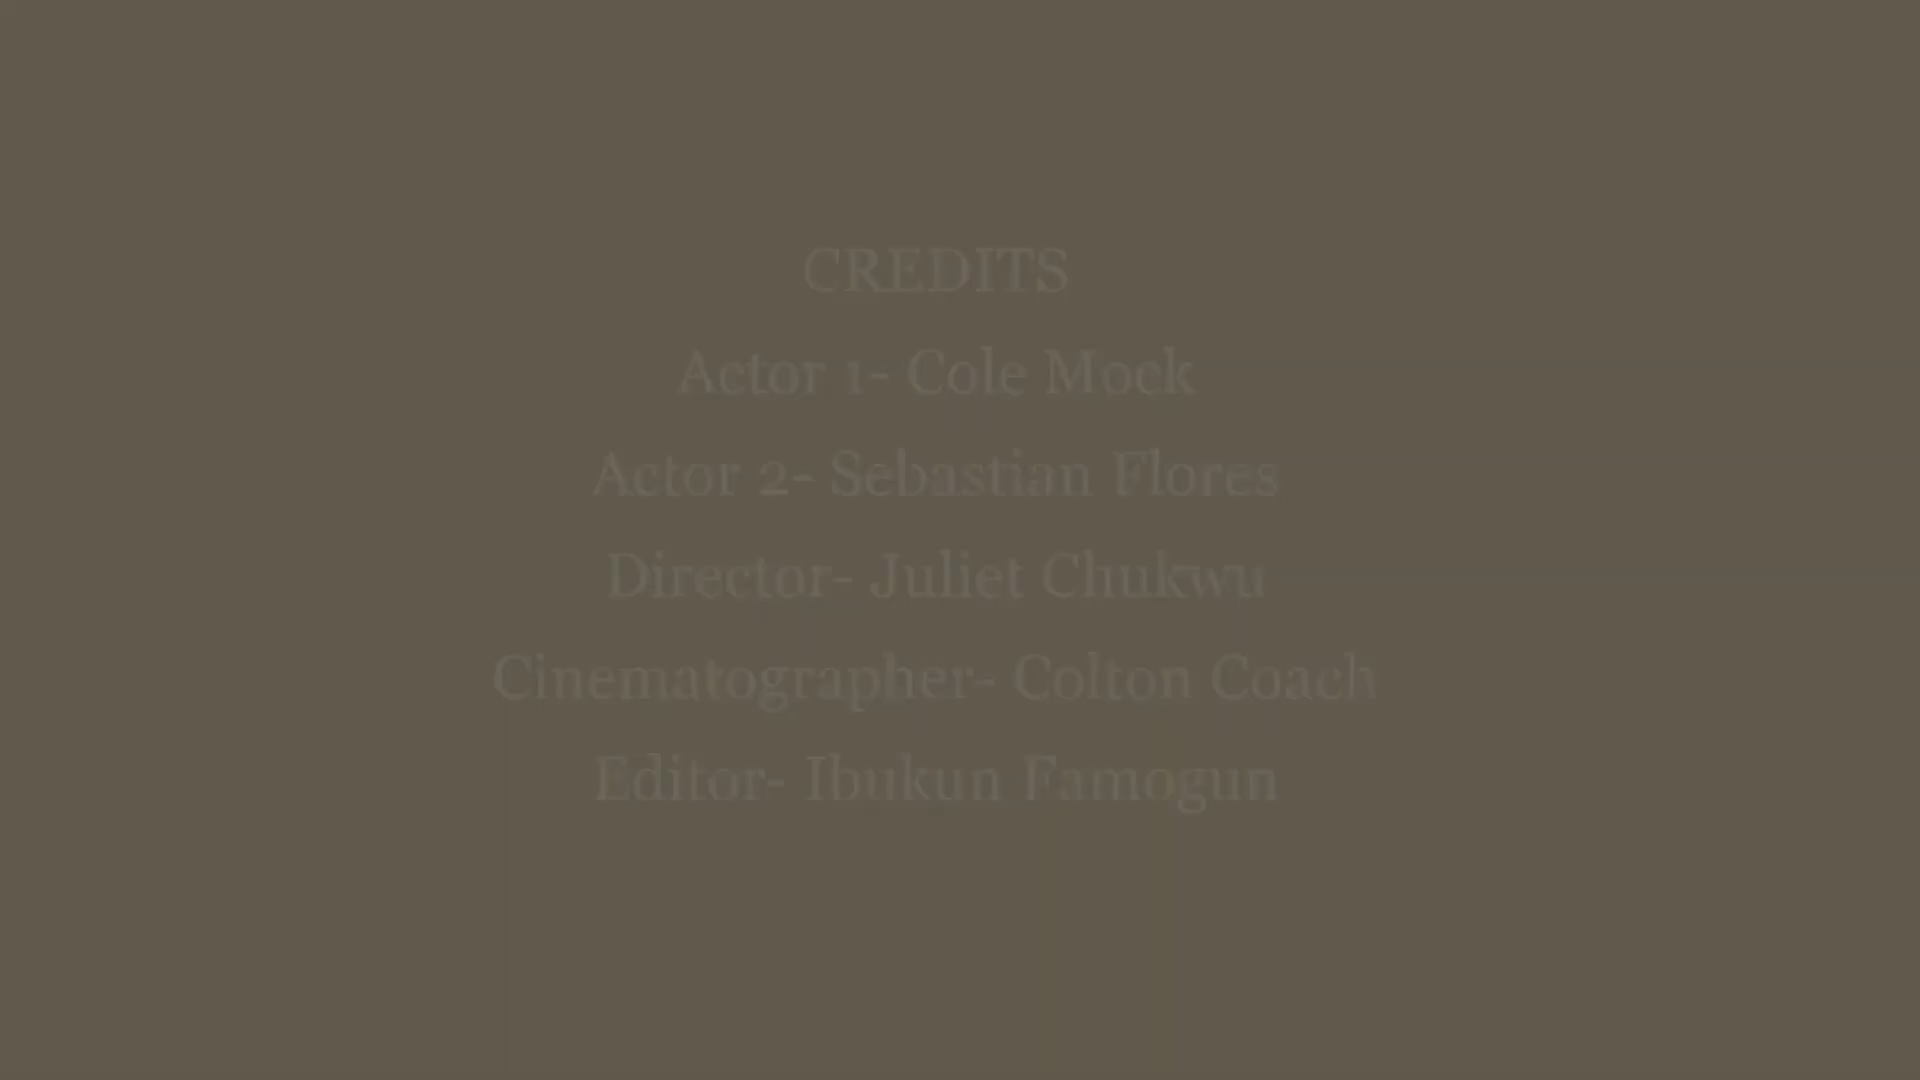 CREDITS
Actor 1- Cole Mock
Actor 2- Sebastian Flores
Director- Juliet Chukwu
Cinematographer- Colton Coach
Editor- Ibukun Famogun